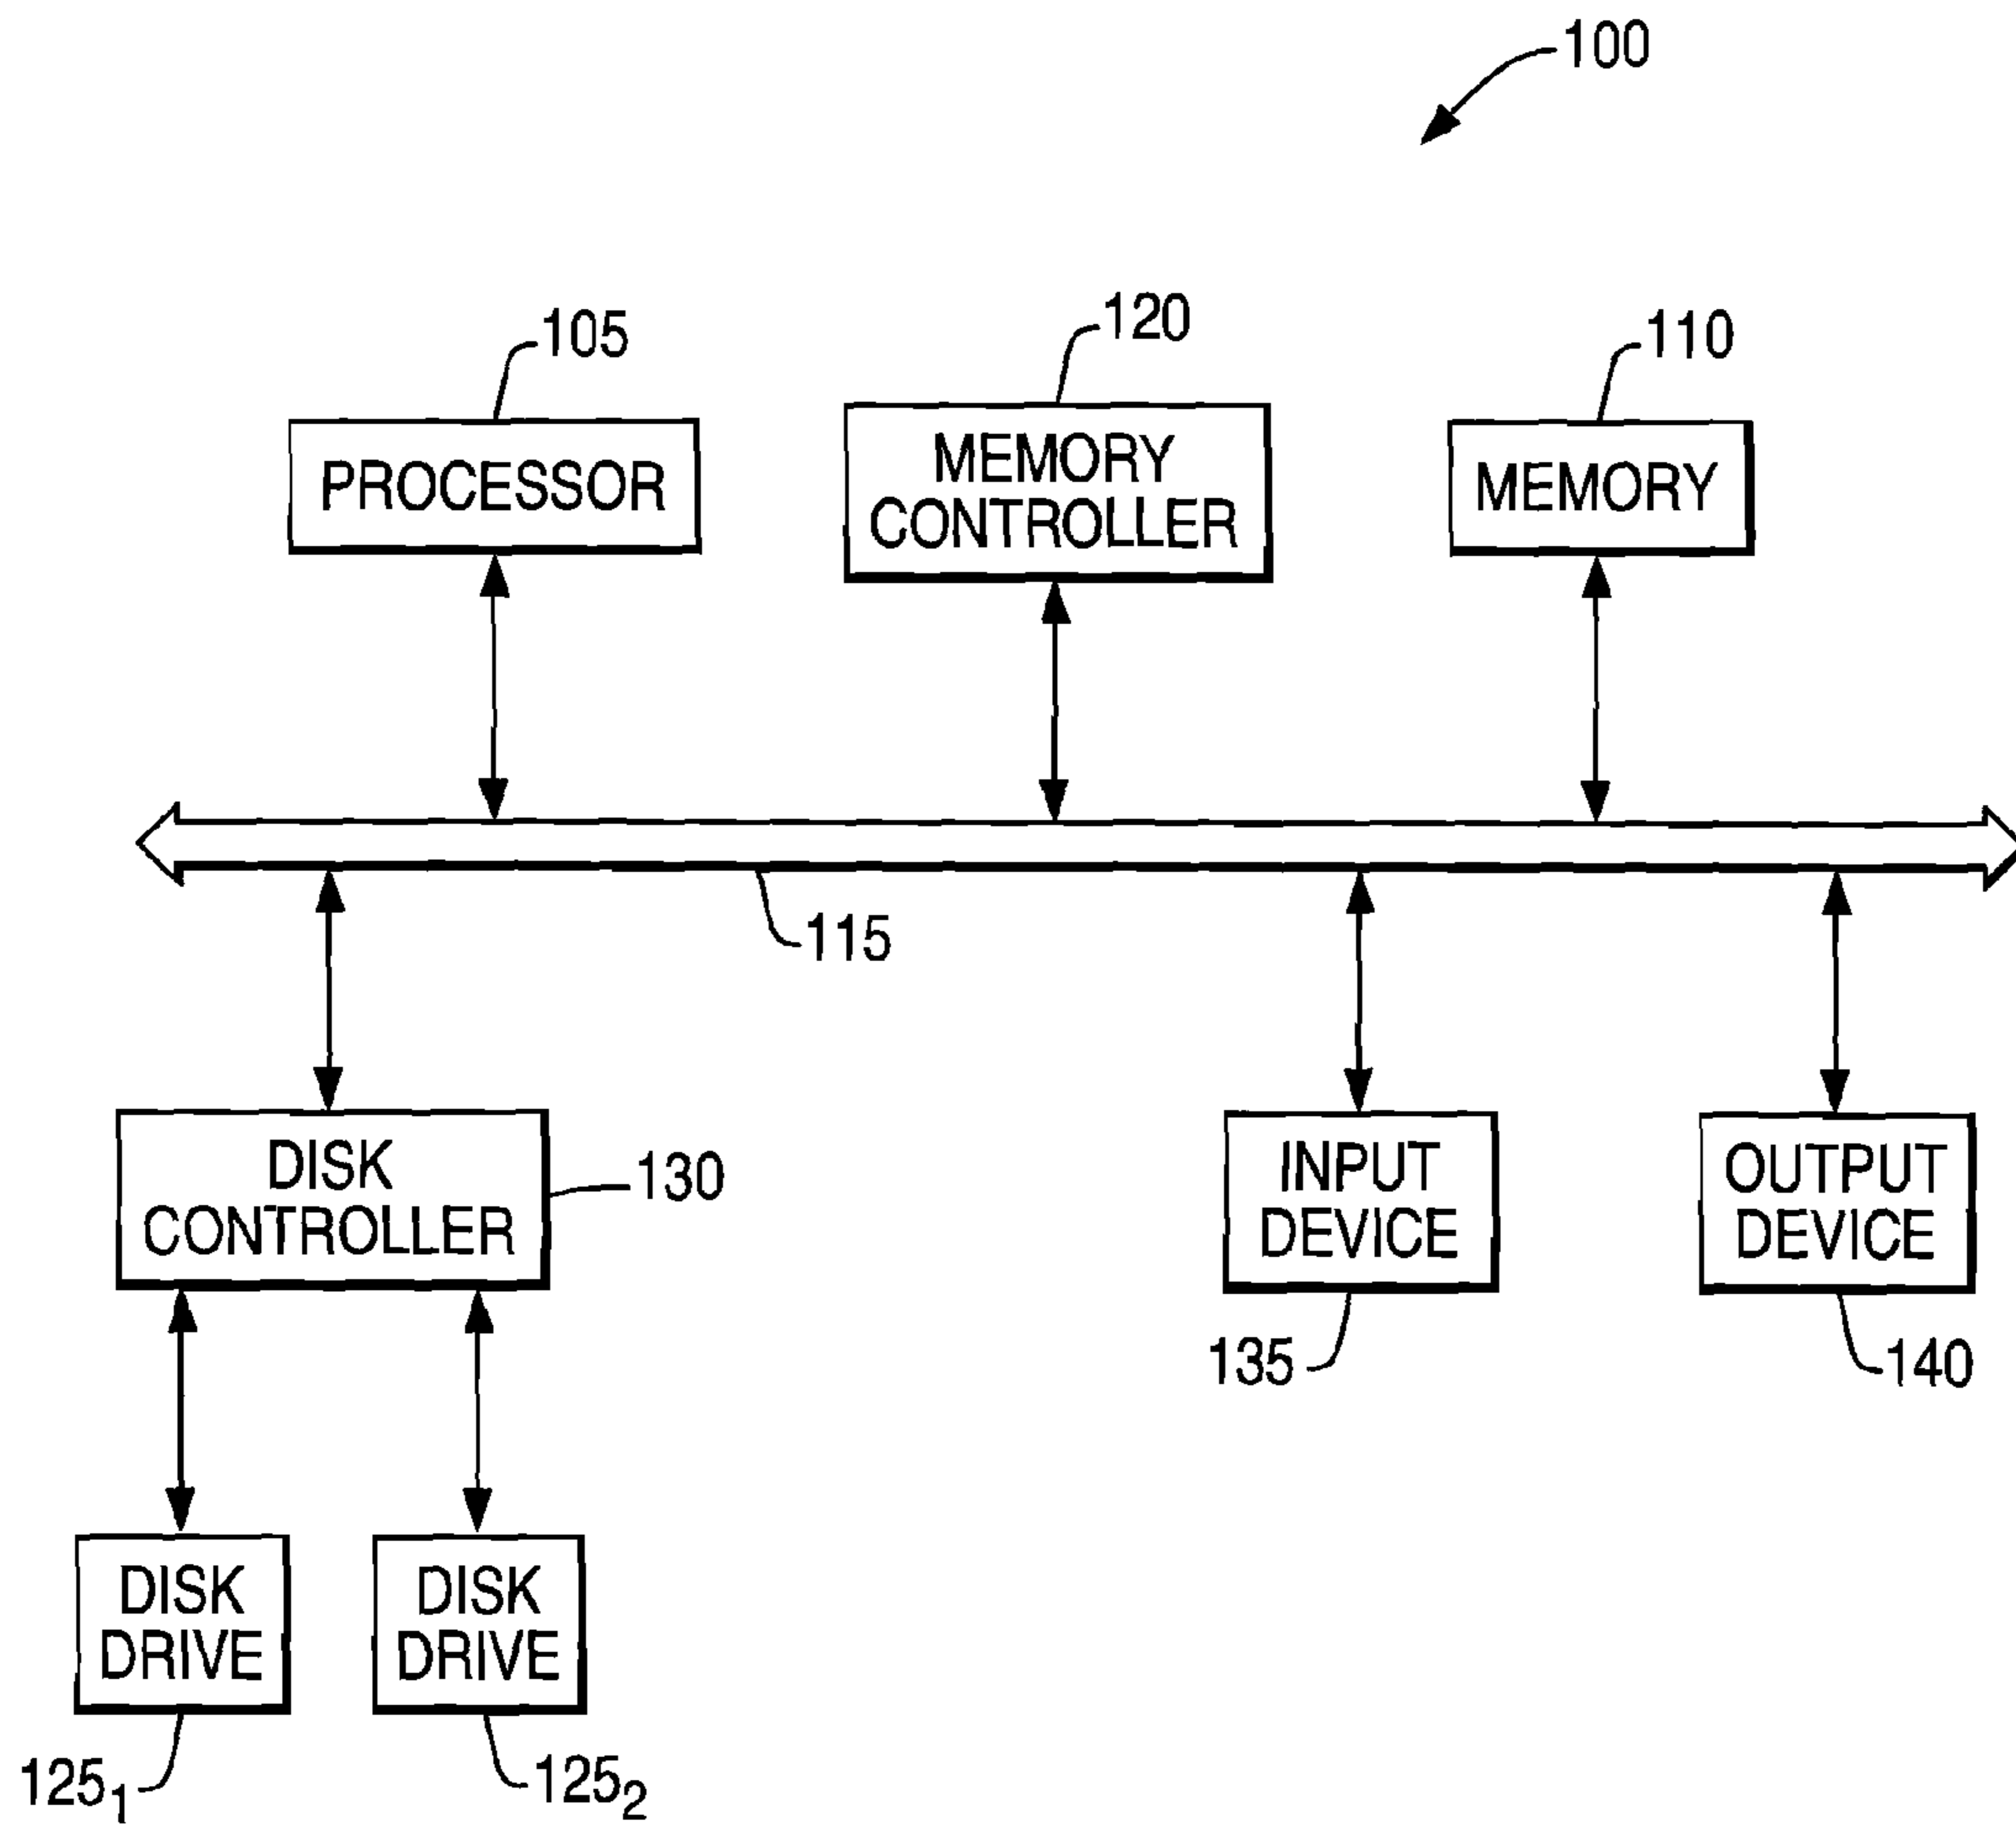 100
105
120
110
PROCESSOR
MEMORY
CONTROLLER
MEMORY
115
DISK
CONTROLLER
130
INPUT
DEVICE
OUTPUT
DEVICE
135
140
DISK
DRIVE
DISK
DRIVE
125₁
125₂